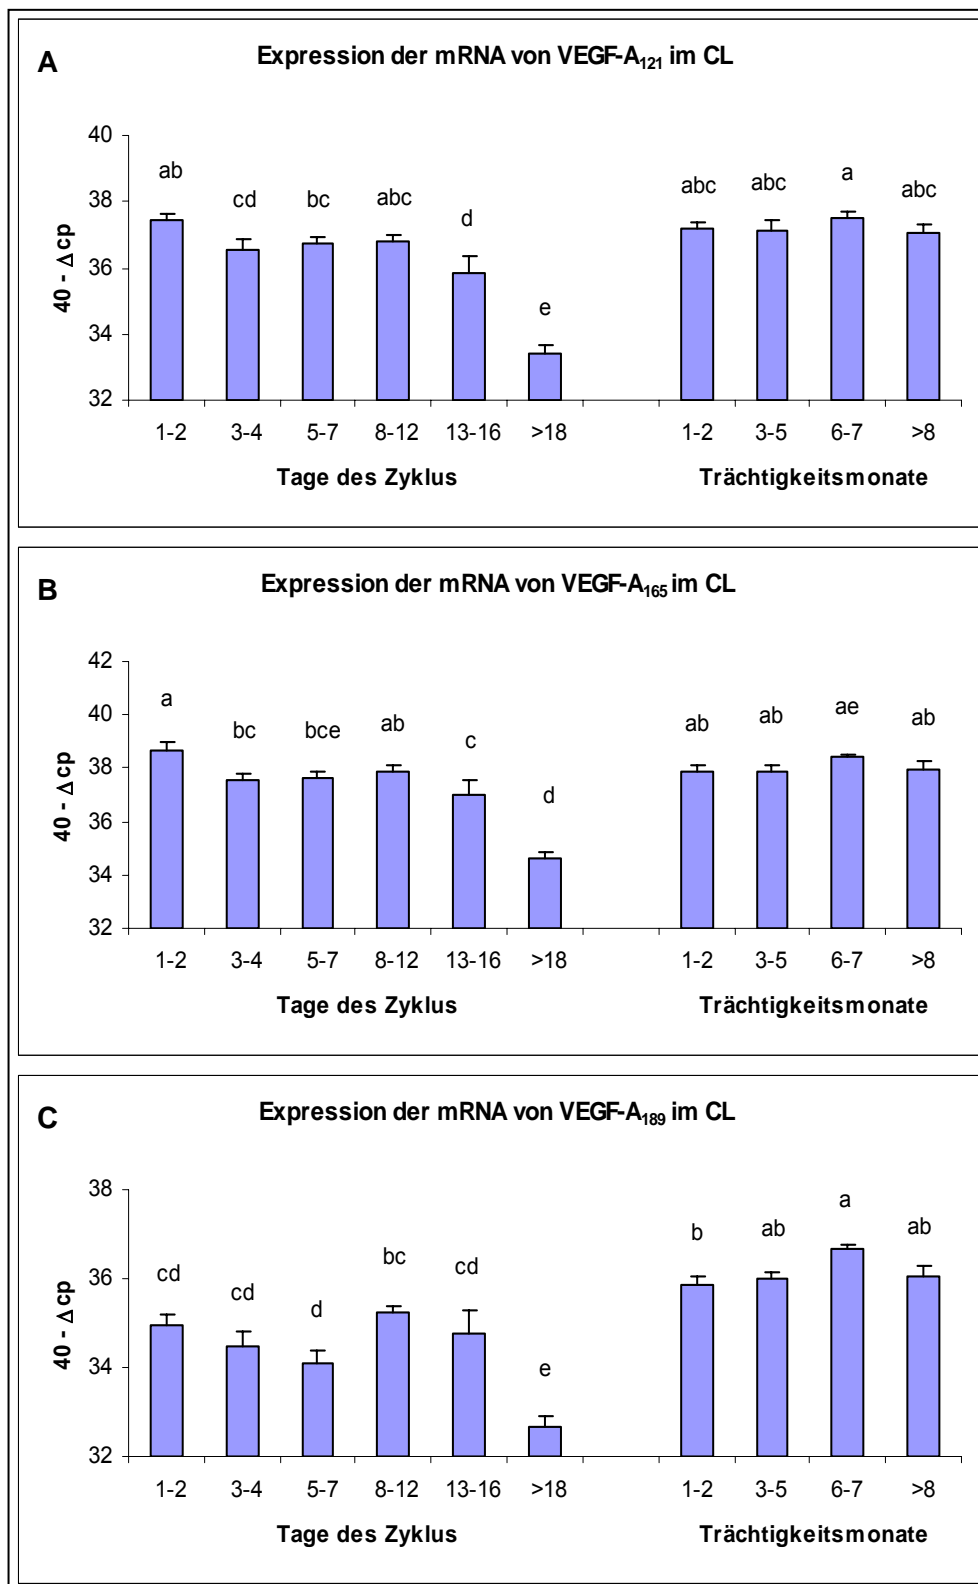 A
Expression der mRNA von VEGF-A₁₂₁ im CL
40 - Δcp
40
38
36
34
32
ab cd bc abc d e abc abc a abc
1-2 3-4 5-7 8-12 13-16 >18 1-2 3-5 6-7 >8
Tage des Zyklus Trächtigkeitsmonate
B
Expression der mRNA von VEGF-A₁₆₅ im CL
40 - Δcp
42
40
38
36
34
32
a bc bce ab c d ab ab ae ab
1-2 3-4 5-7 8-12 13-16 >18 1-2 3-5 6-7 >8
Tage des Zyklus Trächtigkeitsmonate
C
Expression der mRNA von VEGF-A₁₈₉ im CL
40 - Δcp
38
36
34
32
cd cd d bc cd e b ab a ab
1-2 3-4 5-7 8-12 13-16 >18 1-2 3-5 6-7 >8
Tage des Zyklus Trächtigkeitsmonate